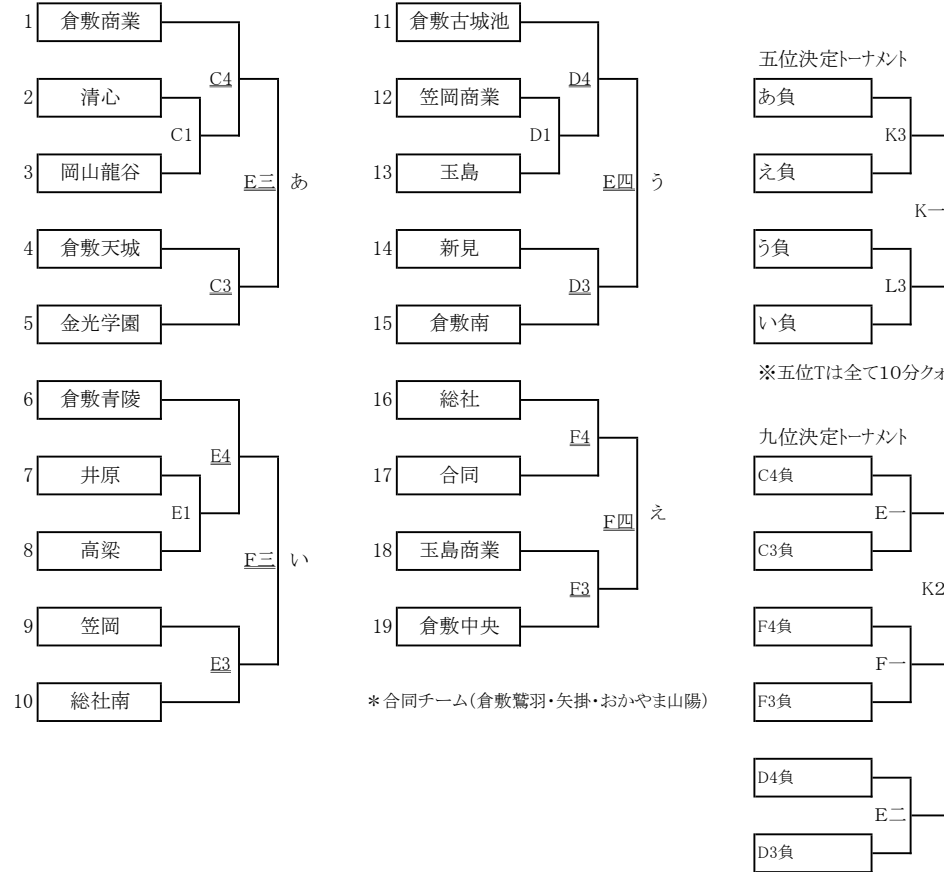 1 倉敷商業
C4
2 清心
C1
3 岡山龍谷
E三 あ
4 倉敷天城
C3
5 金光学園
6 倉敷青陵
E4
7 井原
E1
8 高梁
F三 い
9 笠岡
E3
10 総社南
11 倉敷古城池
D4
12 笠岡商業
D1
13 玉島
E四 う
14 新見
D3
15 倉敷南
16 総社
F4
17 合同
F四 え
18 玉島商業
F3
19 倉敷中央
*合同チーム(倉敷鷲羽・矢掛・おかやま山陽)
五位決定トーナメント
あ負
K3
え負
K一
う負
L3
い負
※五位Tは全て10分クォ
九位決定トーナメント
C4負
E一
C3負
K2
F4負
F一
F3負
D4負
E二
D3負